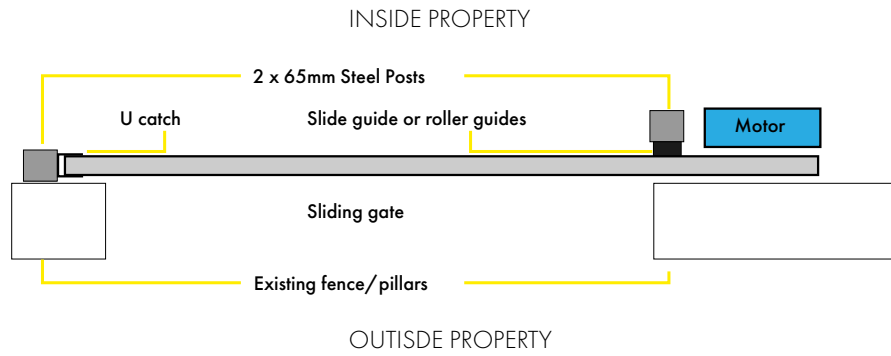 INSIDE PROPERTY
2 x 65mm Steel Posts
U catch
Slide guide or roller guides
Motor
Sliding gate
Existing fence/pillars
OUTISDE PROPERTY